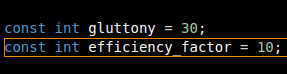 const int gluttony = 30;
const int efficiency_factor = 10;